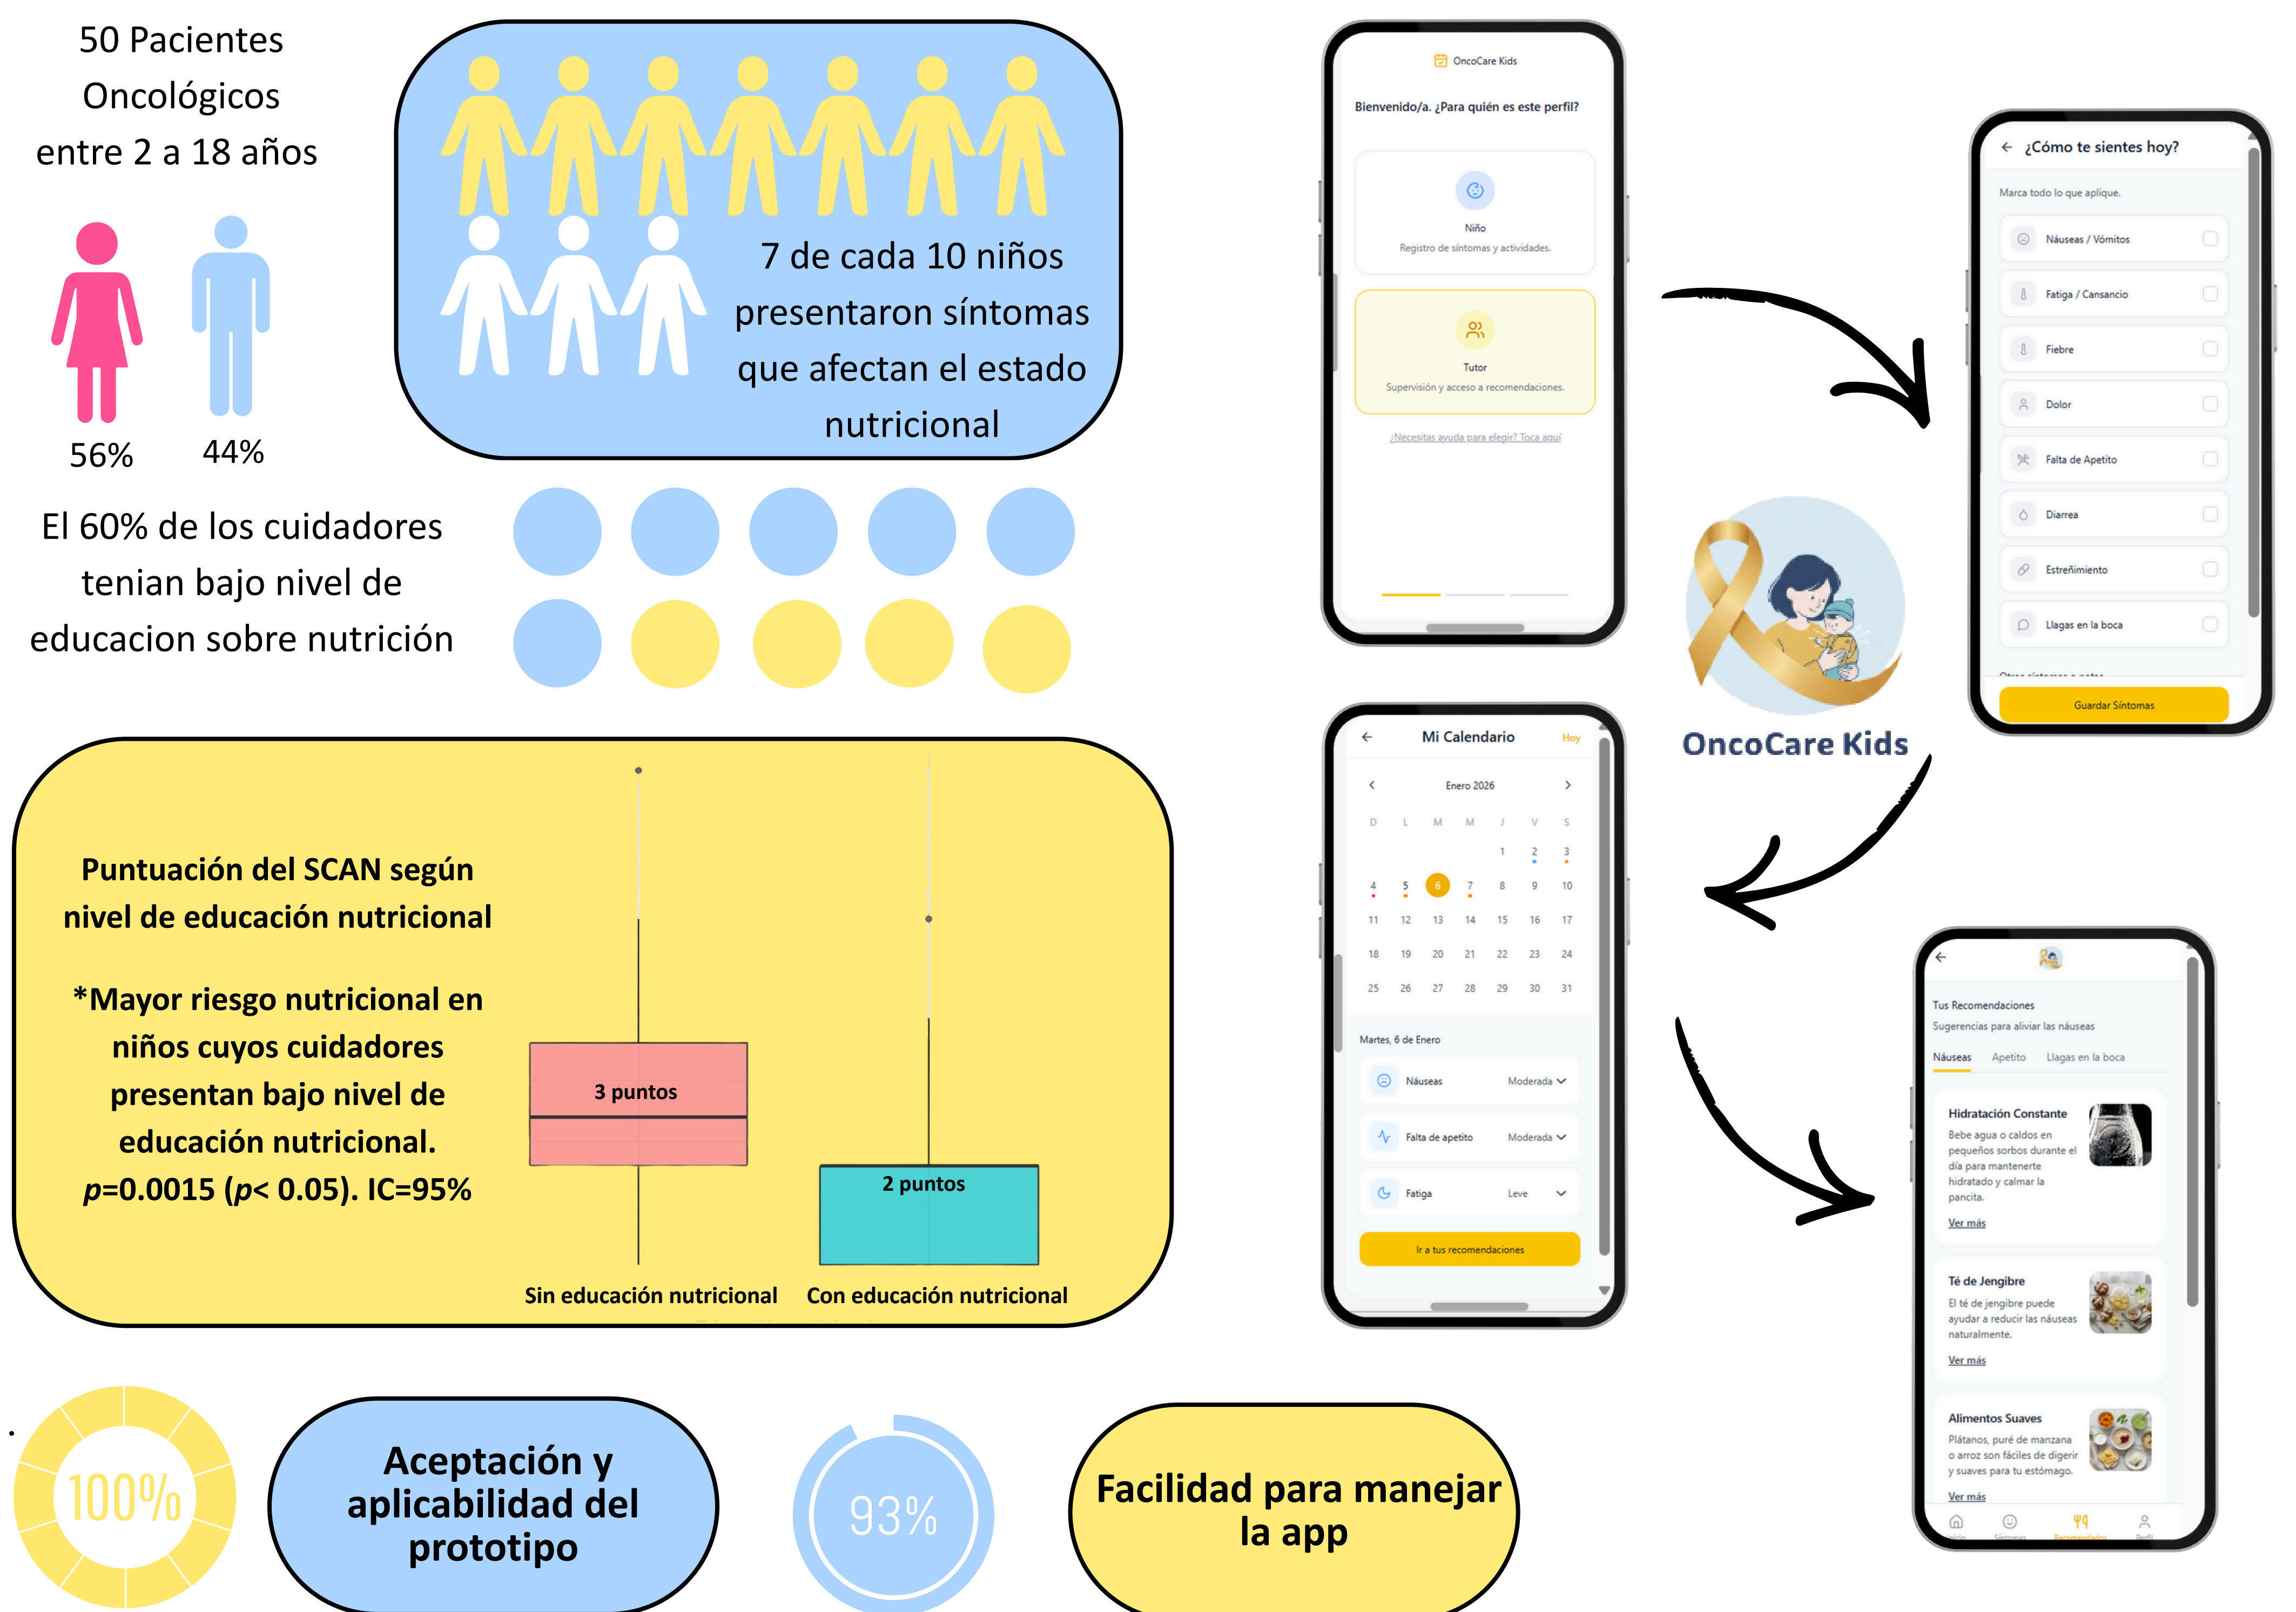 50 Pacientes
Oncológicos
entre 2 a 18 años
56%
44%
7 de cada 10 niños
presentaron síntomas
que afectan el estado
nutricional
El 60% de los cuidadores
tenian bajo nivel de
educacion sobre nutrición
Puntuación del SCAN según
nivel de educación nutricional
*Mayor riesgo nutricional en
niños cuyos cuidadores
presentan bajo nivel de
educación nutricional.
p=0.0015 (p< 0.05). IC=95%
3 puntos
2 puntos
Sin educación nutricional
Con educación nutricional
100%
Aceptación y
aplicabilidad del
prototipo
93%
Facilidad para manejar
la app
OncoCare Kids
Bienvenido/a. ¿Para quién es este perfil?
Niño
Registro de síntomas y actividades.
Tutor
Supervisión y acceso a recomendaciones.
¿Necesitas ayuda para elegir? Toca aquí
¿Cómo te sientes hoy?
Marca todo lo que aplique.
Náuseas / Vómitos
Fatiga / Cansancio
Fiebre
Dolor
Falta de Apetito
Diarrea
Estreñimiento
Llagas en la boca
Guardar Síntomas
OncoCare Kids
Mi Calendario
Hoy
Enero 2026
D L M M J V S
1 2 3
4 5 6 7 8 9 10
11 12 13 14 15 16 17
18 19 20 21 22 23 24
25 26 27 28 29 30 31
Martes, 6 de Enero
Náuseas Moderada
Falta de apetito Moderada
Fatiga Leve
Ir a tus recomendaciones
Tus Recomendaciones
Sugerencias para aliviar las náuseas
Náuseas Apetito Llagas en la boca
Hidratación Constante
Bebe agua o caldos en
pequeños sorbos durante el
día para mantenerte
hidratado y calmar la
pancita.
Ver más
Té de Jengibre
El té de jengibre puede
ayudar a reducir las náuseas
naturalmente.
Ver más
Alimentos Suaves
Plátanos, puré de manzana
o arroz son fáciles de digerir
y suaves para tu estómago.
Ver más
Inicio Síntomas Recomendados Perfil